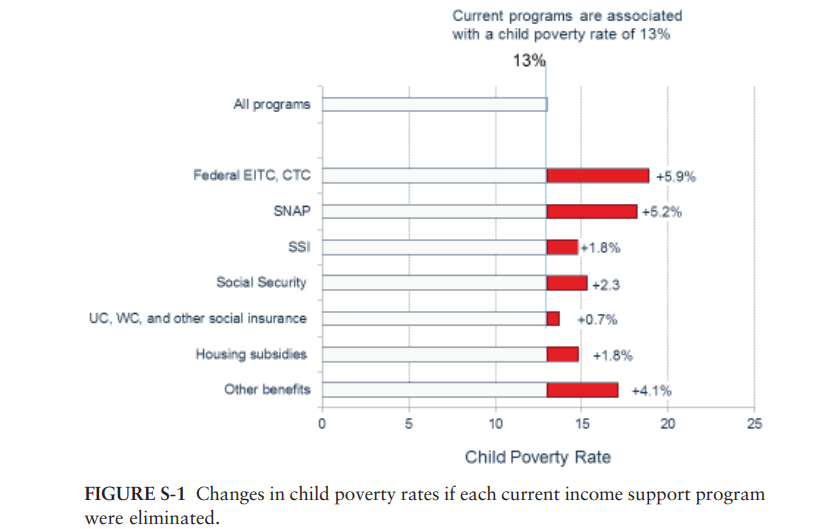 Current programs are associated
with a child poverty rate of 13%
13%
All programs
Federal EITC, CTC
+5.9%
SNAP
+5.2%
SSI
+1.8%
Social Security
+2.3
UC, WC, and other social insurance
+0.7%
Housing subsidies
+1.8%
Other benefits
+4.1%
0 5 10 15 20 25
Child Poverty Rate
FIGURE S-1 Changes in child poverty rates if each current income support program
were eliminated.